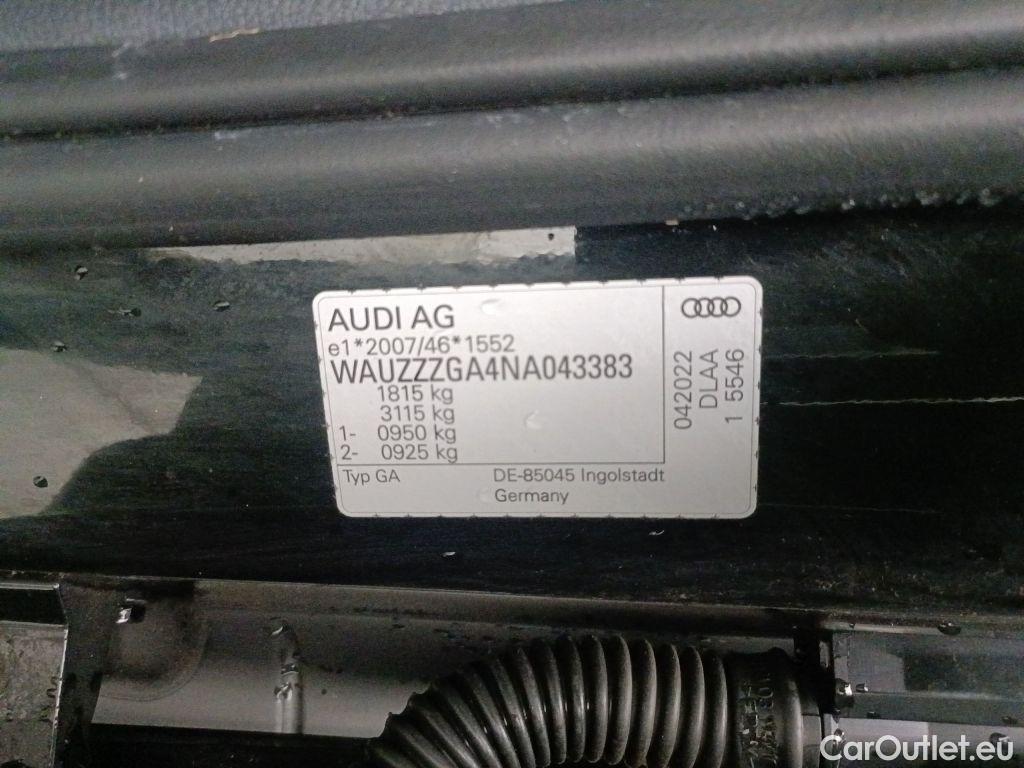 AUDI AG
e1*2007/46*1552
WAUZZZGA4NA043383
1815 kg
3115 kg
1- 0950 kg
2- 0925 kg
Typ GA
DE-85045 Ingolstadt
Germany
042022
DLAA
1 5546
CarOutlet.eu